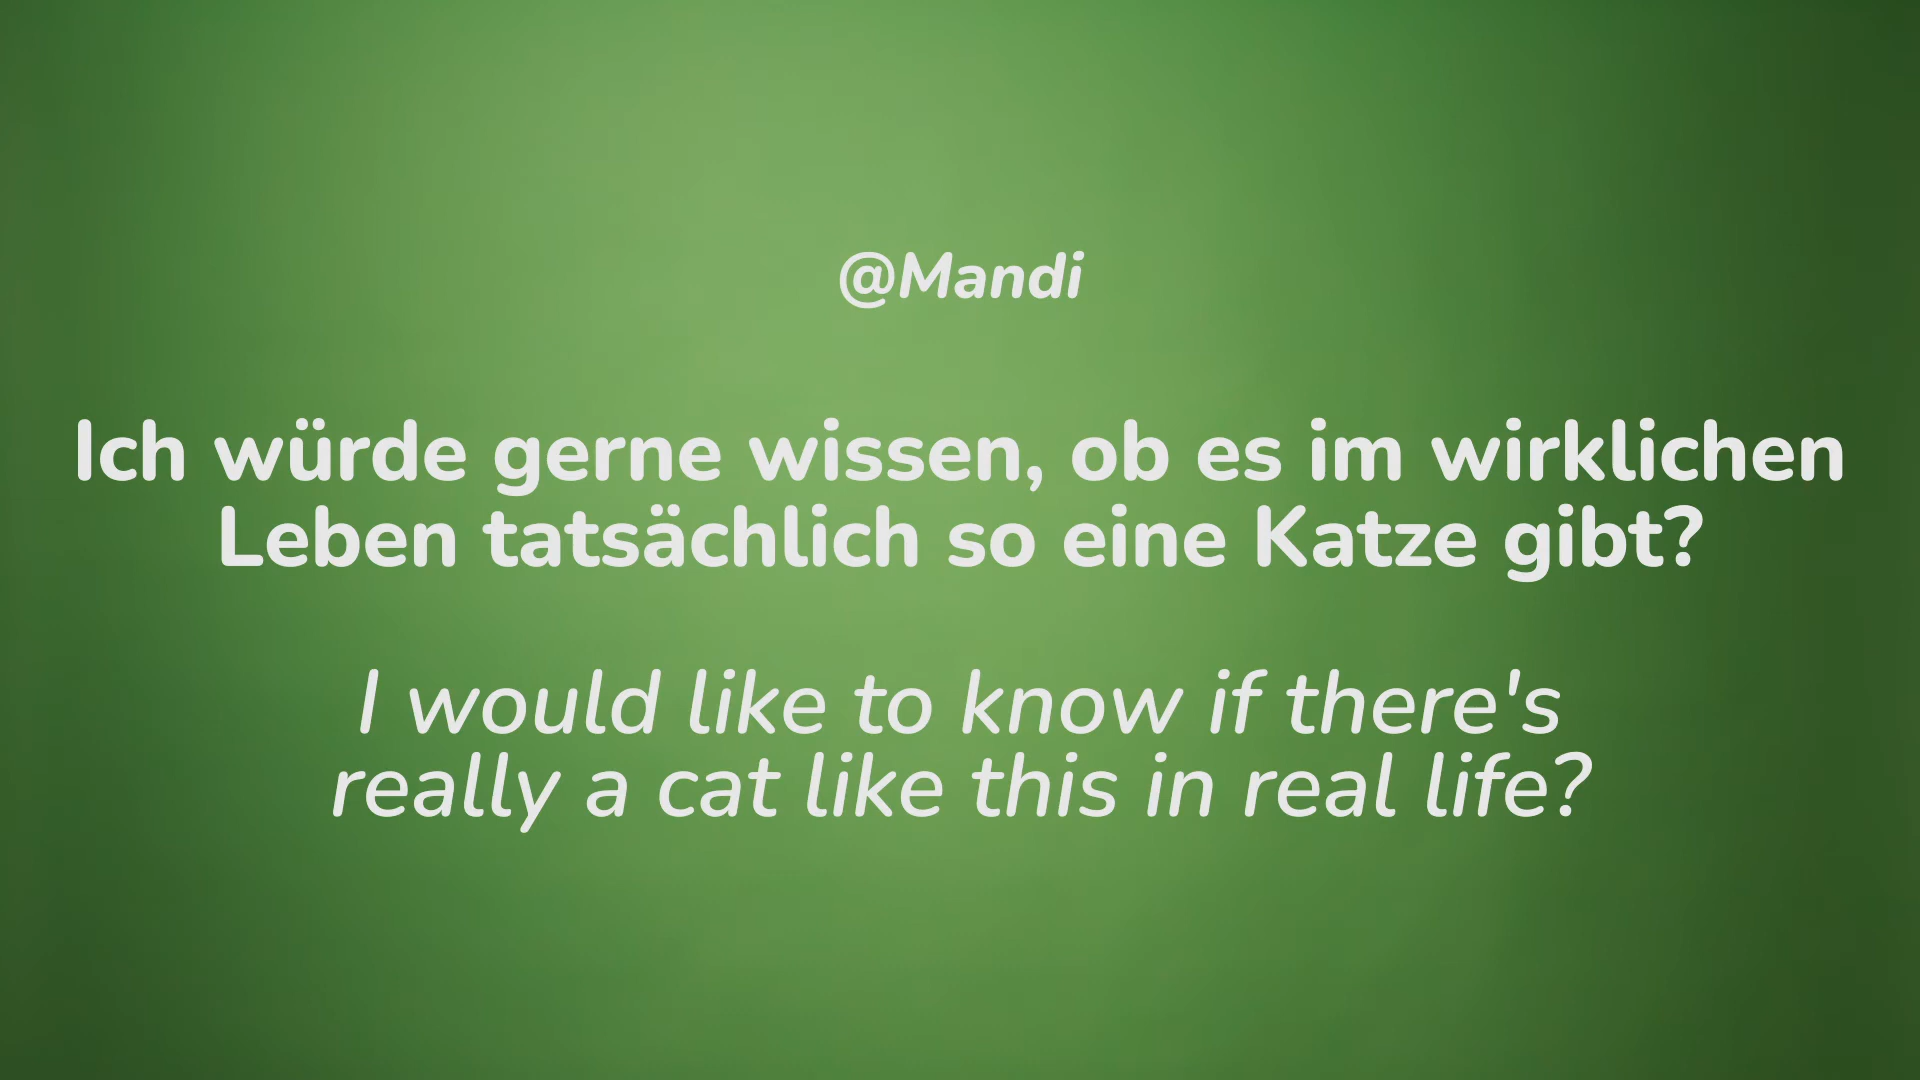 @Mandi
Ich würde gerne wissen, ob es im wirklichen
Leben tatsächlich so eine Katze gibt?
I would like to know if there's
really a cat like this in real life?